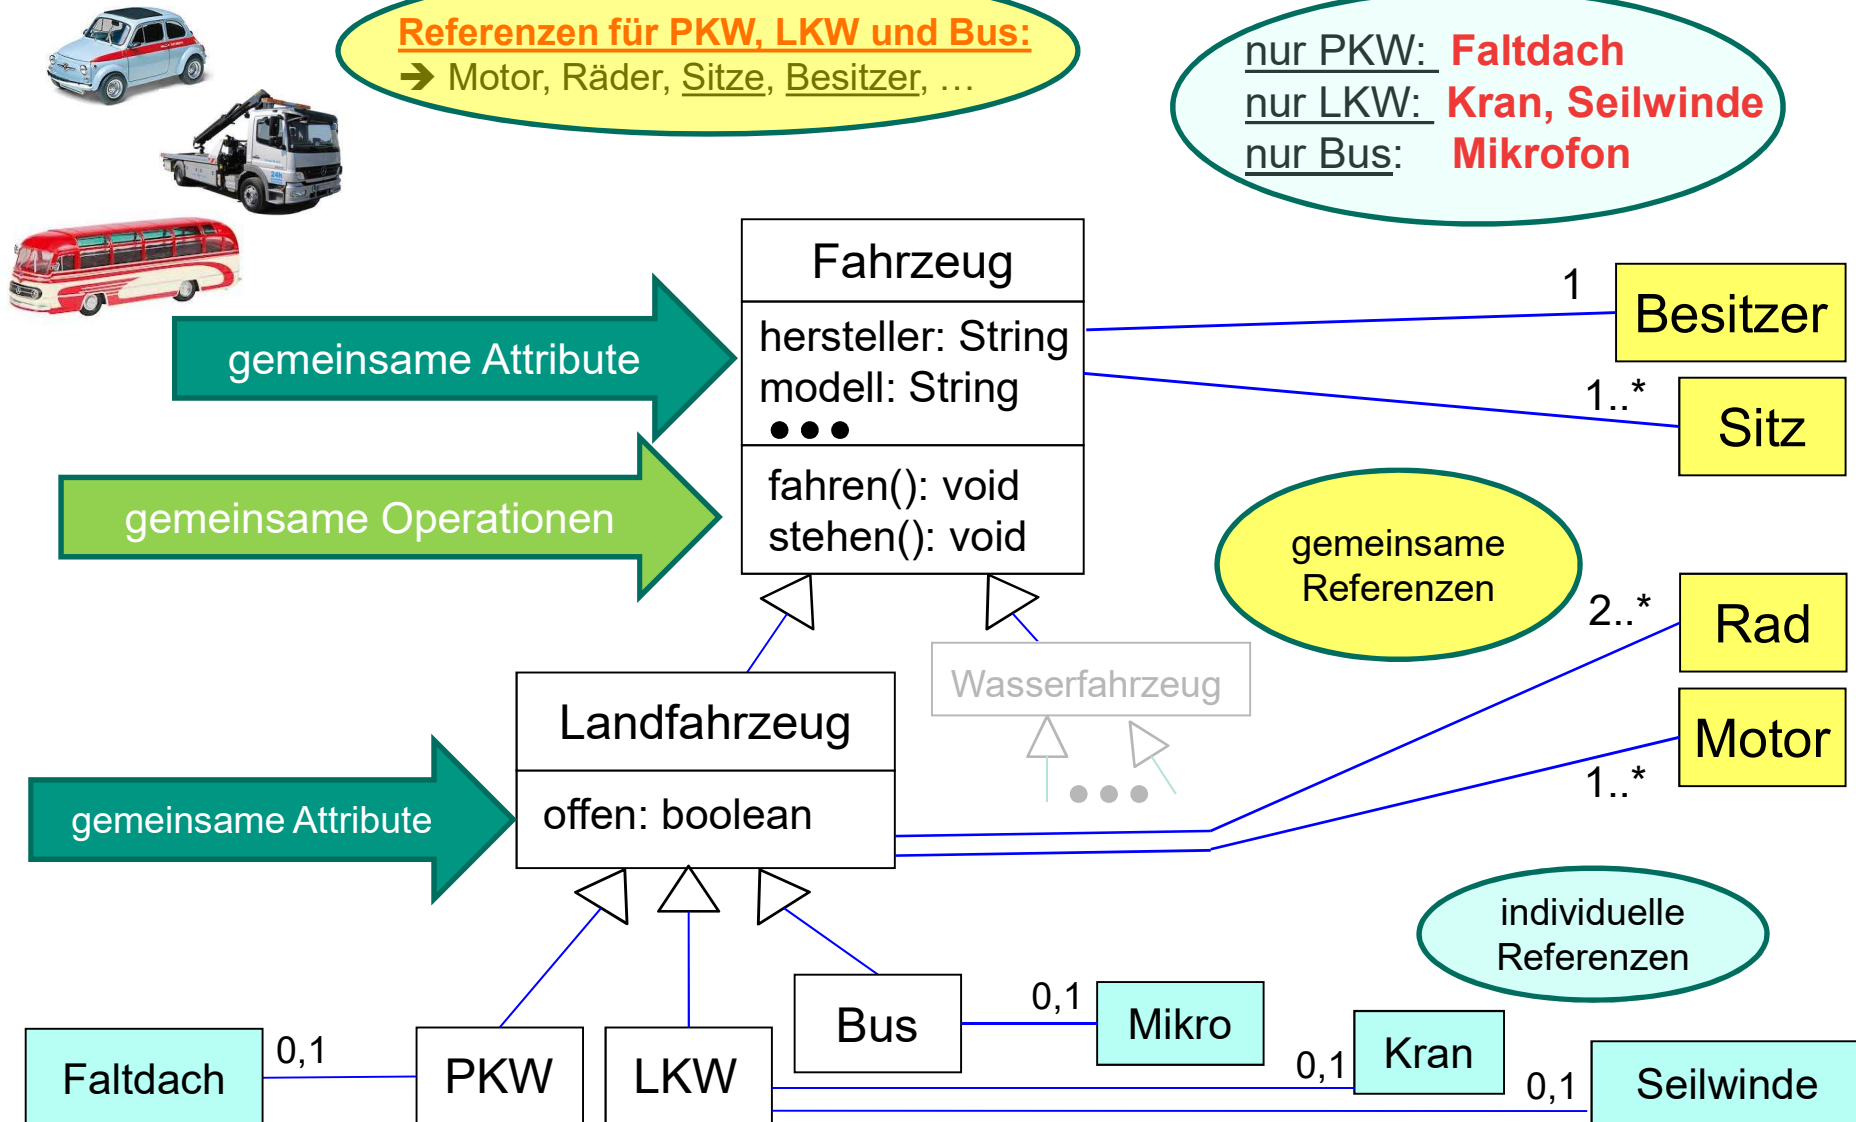 Referenzen für PKW, LKW und Bus:
➔ Motor, Räder, Sitze, Besitzer, …
nur PKW: Faltdach
nur LKW: Kran, Seilwinde
nur Bus: Mikrofon
24h
Fahrzeug
hersteller: String
modell: String
●●●
fahren(): void
stehen(): void
gemeinsame Attribute
gemeinsame Operationen
1
Besitzer
1..*
Sitz
gemeinsame
Referenzen
2..*
Rad
Motor
1..*
Wasserfahrzeug
●●●
Landfahrzeug
offen: boolean
gemeinsame Attribute
individuelle
Referenzen
Faltdach
0,1
PKW
LKW
Bus
0,1
Mikro
0,1
Kran
0,1
Seilwinde